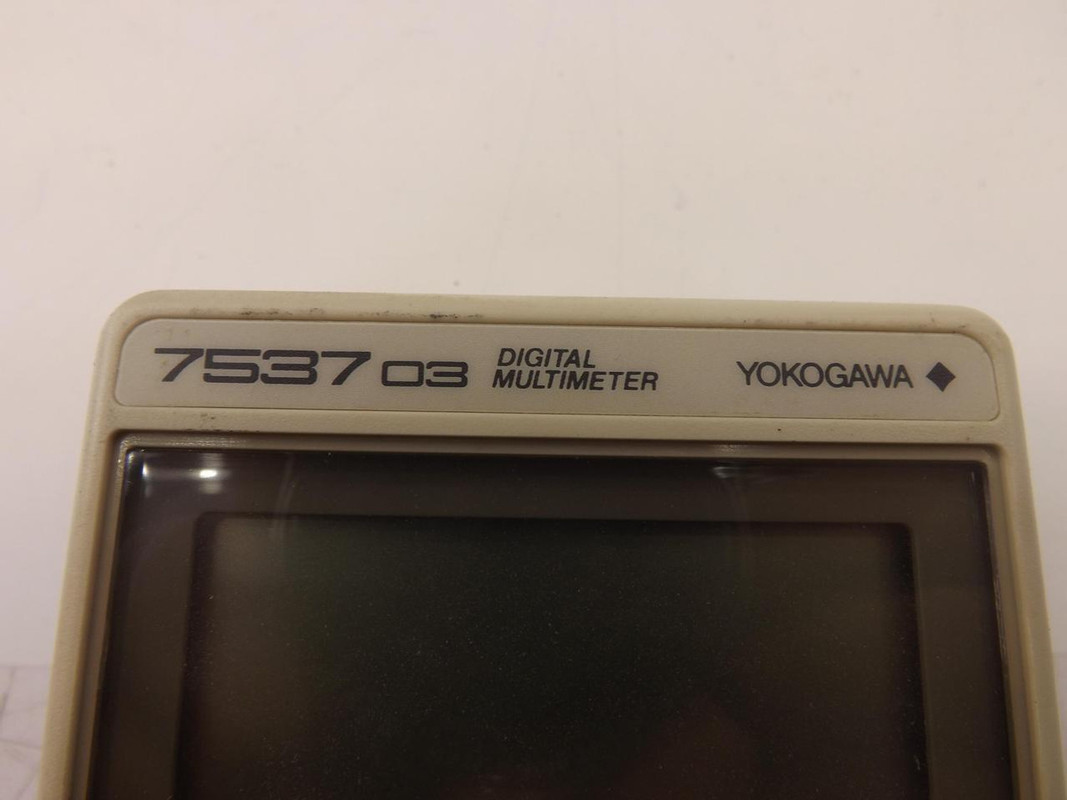 7537 03
DIGITAL
MULTIMETER
YOKOGAWA